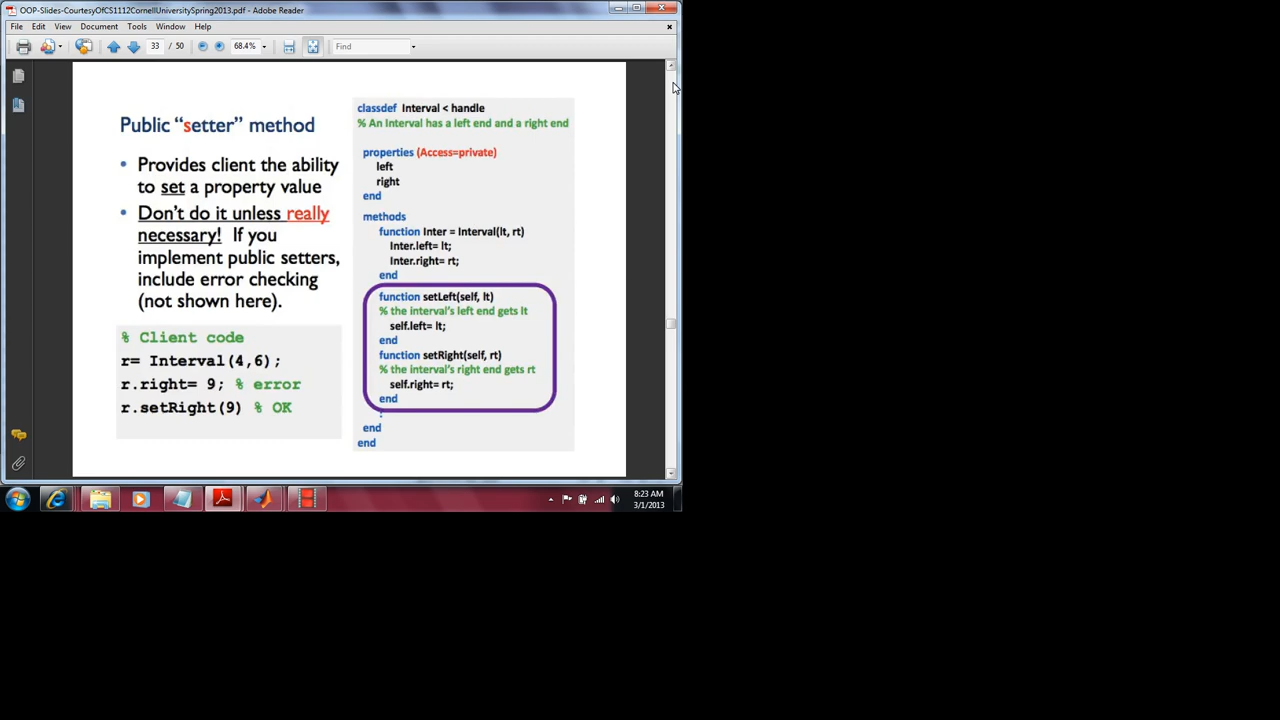 OOP-Slides-CourtesyOfCS1112CornellUniversitySpring2013.pdf - Adobe Reader
File Edit View Document Tools Window Help
33 / 50 68.4% Find
Public “setter” method
• Provides client the ability
to set a property value
• Don’t do it unless really
necessary! If you
implement public setters,
include error checking
(not shown here).
% Client code
r= Interval(4,6);
r.right= 9; % error
r.setRight(9) % OK
classdef Interval < handle
% An Interval has a left end and a right end
properties (Access=private)
left
right
end
methods
function Inter = Interval(lt, rt)
Inter.left= lt;
Inter.right= rt;
end
function setLeft(self, lt)
% the interval’s left end gets lt
self.left= lt;
end
function setRight(self, rt)
% the interval’s right end gets rt
self.right= rt;
end
:
end
end
8:23 AM
3/1/2013